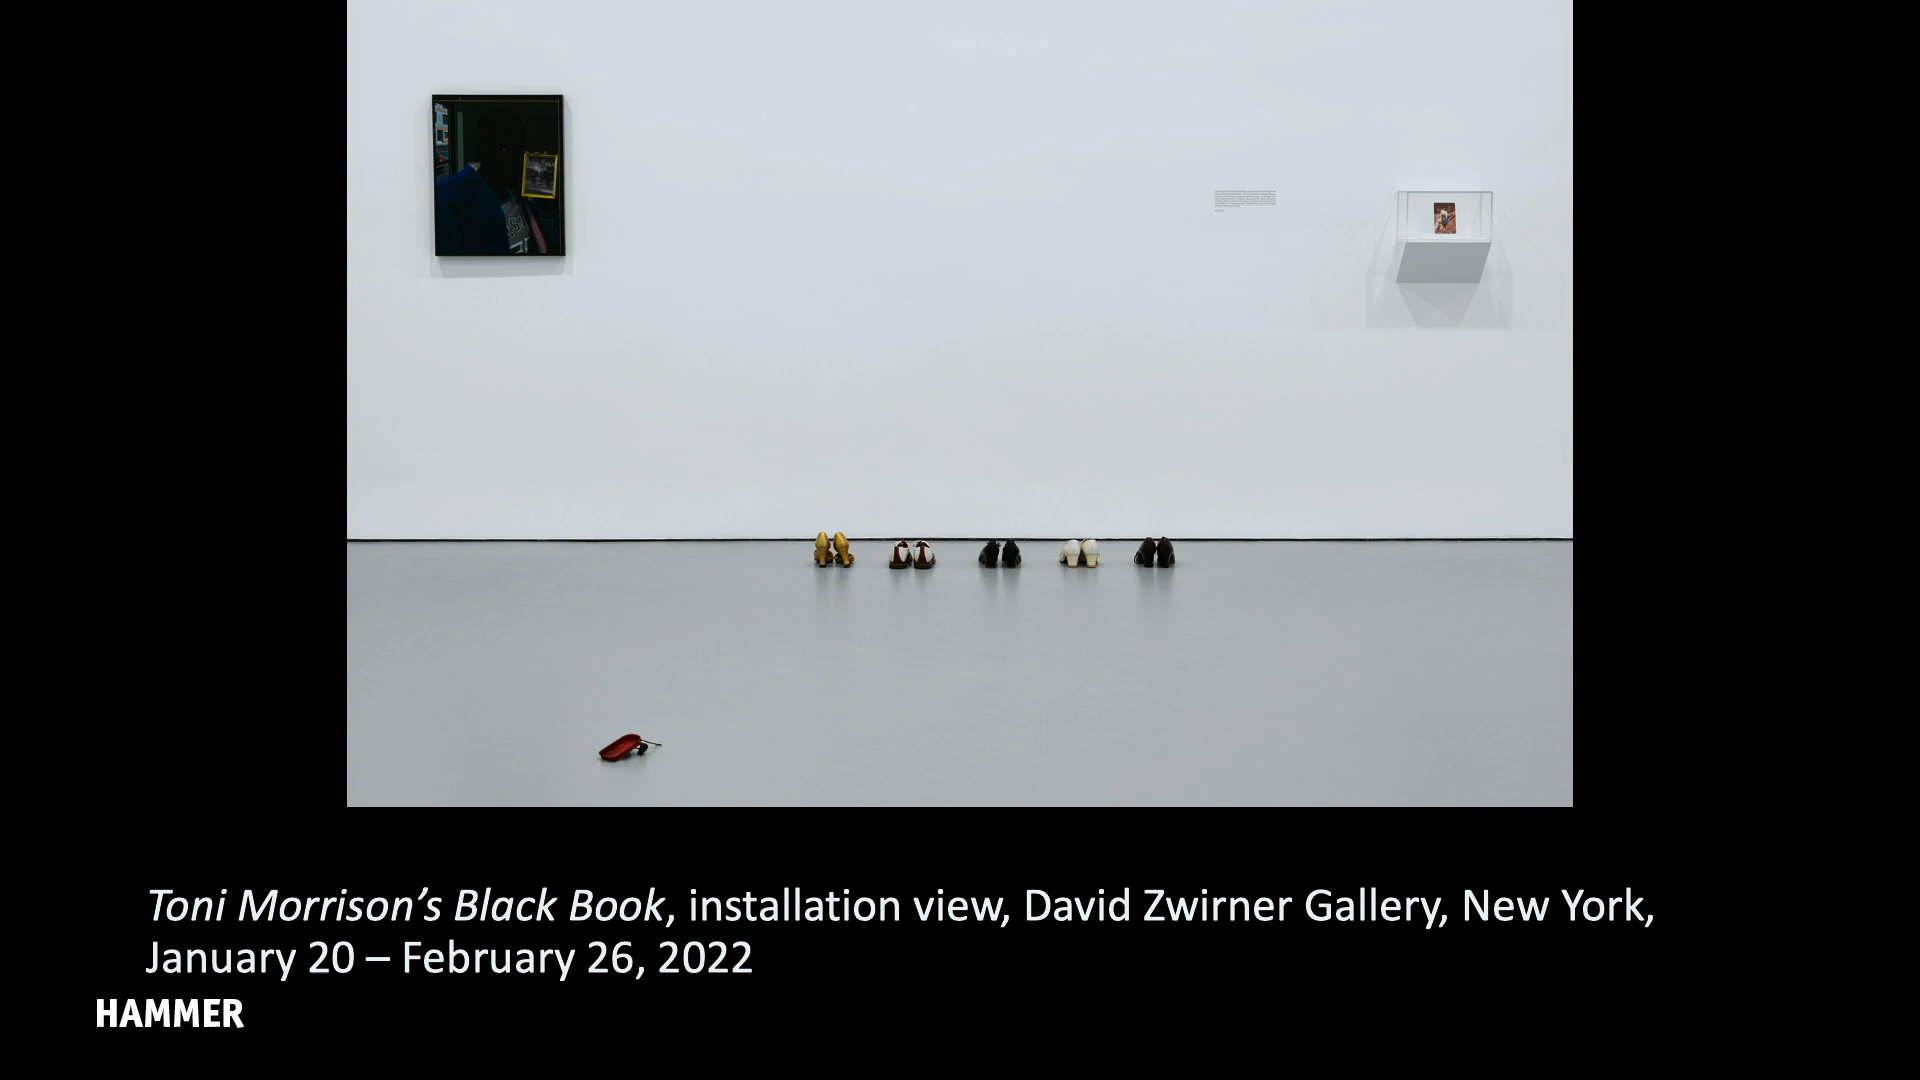 Toni Morrison’s Black Book, installation view, David Zwirner Gallery, New York,
January 20 – February 26, 2022
HAMMER